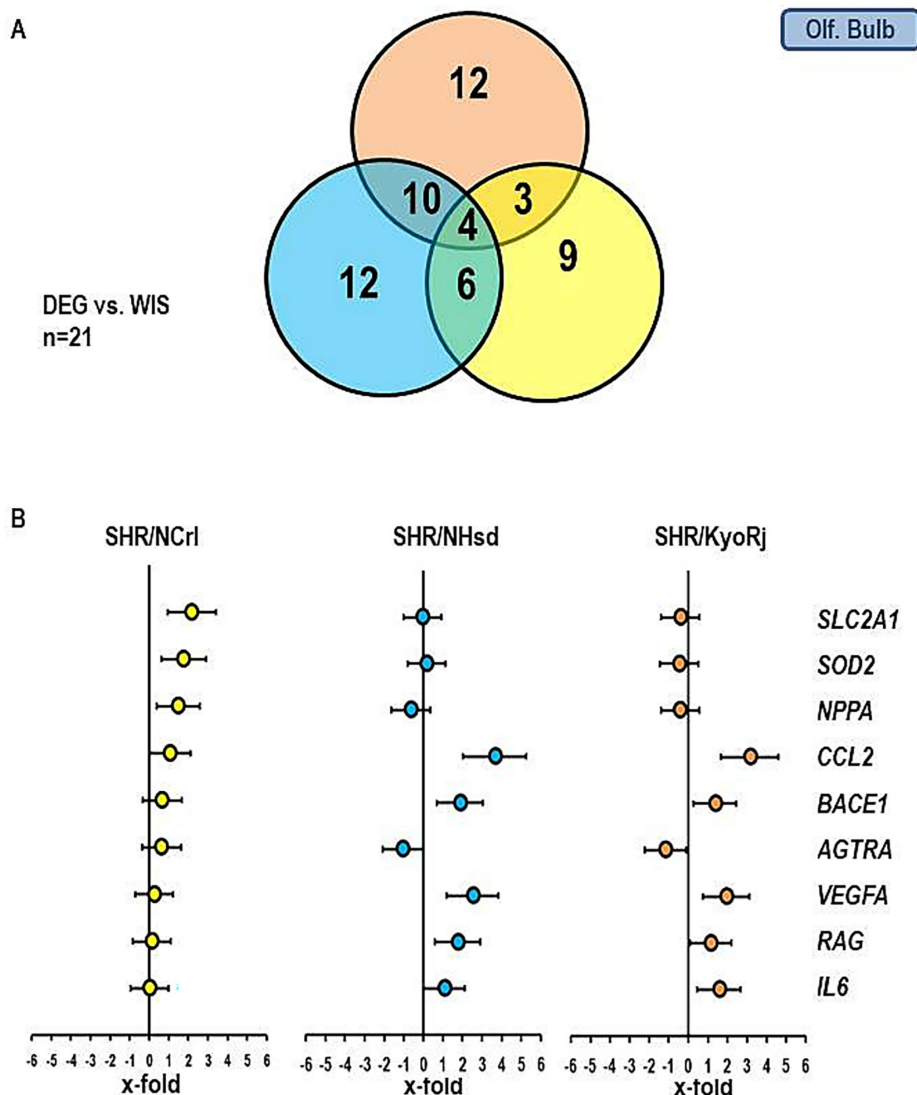 A
Olf. Bulb
12
10
3
4
12
6
9
DEG vs. WIS
n=21
B
SHR/NCrl
SHR/NHsd
SHR/KyoRj
SLC2A1
SOD2
NPPA
CCL2
BACE1
AGTRA
VEGFA
RAG
IL6
-6 -5 -4 -3 -2 -1 0 1 2 3 4 5 6
-6 -5 -4 -3 -2 -1 0 1 2 3 4 5 6
-6 -5 -4 -3 -2 -1 0 1 2 3 4 5 6
x-fold
x-fold
x-fold